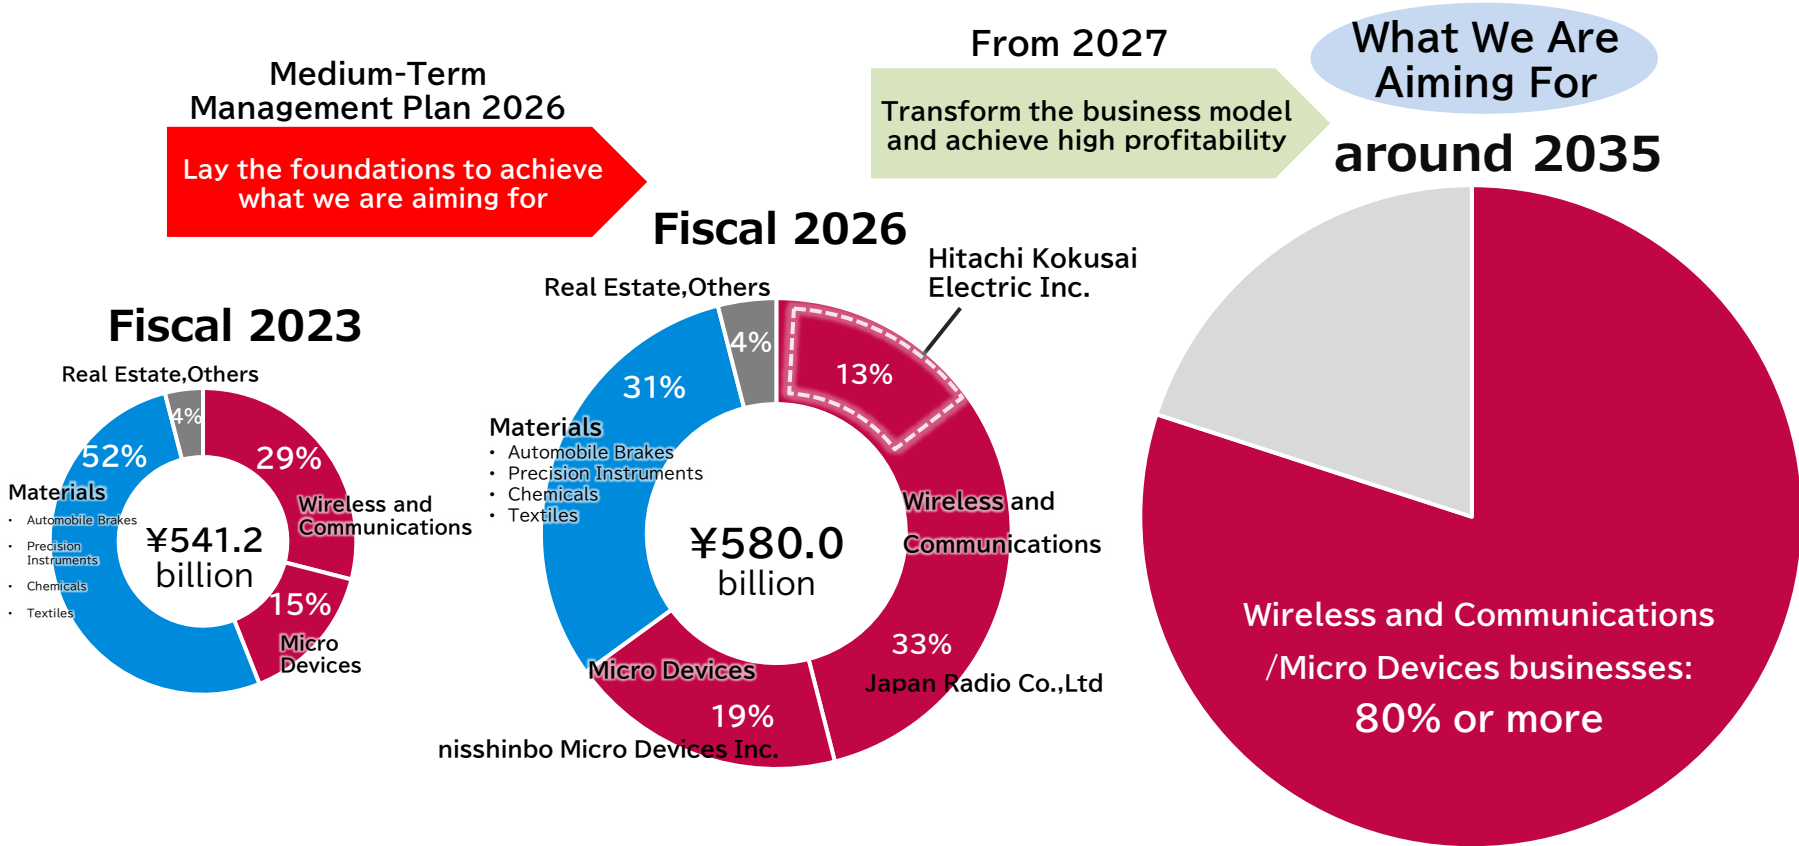 Medium-Term
Management Plan 2026
Lay the foundations to achieve
what we are aiming for
From 2027
Transform the business model
and achieve high profitability
What We Are
Aiming For
around 2035
Fiscal 2023
Real Estate,Others
4%
52%
29%
Materials
• Automobile Brakes
• Precision
Instruments
• Chemicals
• Textiles
Wireless and
Communications
¥541.2
billion
15%
Micro
Devices
Fiscal 2026
Real Estate,Others
Hitachi Kokusai
Electric Inc.
4%
13%
31%
Materials
• Automobile Brakes
• Precision Instruments
• Chemicals
• Textiles
Wireless and
Communications
¥580.0
billion
33%
Japan Radio Co.,Ltd
Micro Devices
19%
nisshinbo Micro Devices Inc.
Wireless and Communications
/Micro Devices businesses:
80% or more